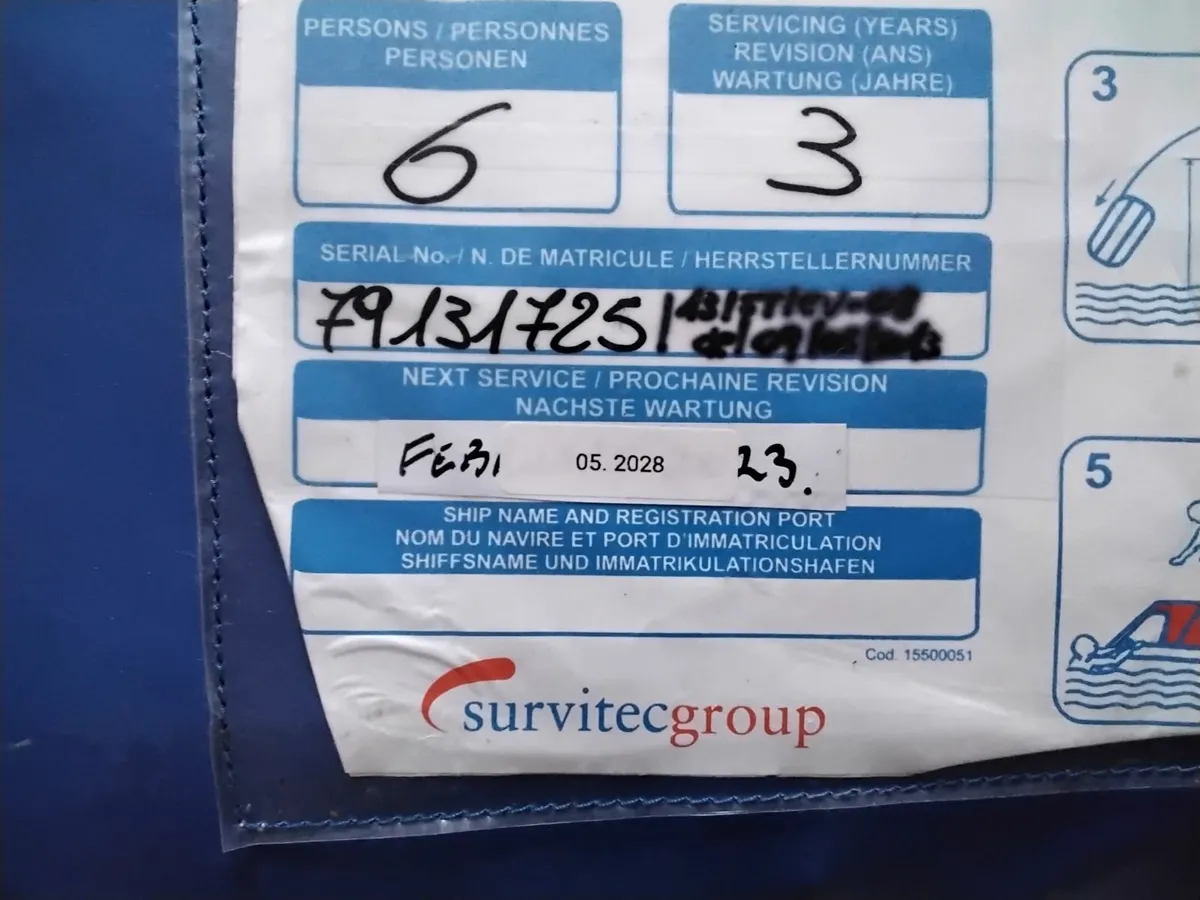 PERSONS / PERSONNES
PERSONEN
6
SERVICING (YEARS)
REVISION (ANS)
WARTUNG (JAHRE)
3
SERIAL No. / N. DE MATRICULE / HERRSTELLERNUMMER
79131725
NEXT SERVICE / PROCHAINE REVISION
NACHSTE WARTUNG
05. 2028 23.
SHIP NAME AND REGISTRATION PORT
NOM DU NAVIRE ET PORT D'IMMATRICULATION
SHIFFSNAME UND IMMATRIKULATIONSHAFEN
Cod. 15500051
survitecgroup
3
5